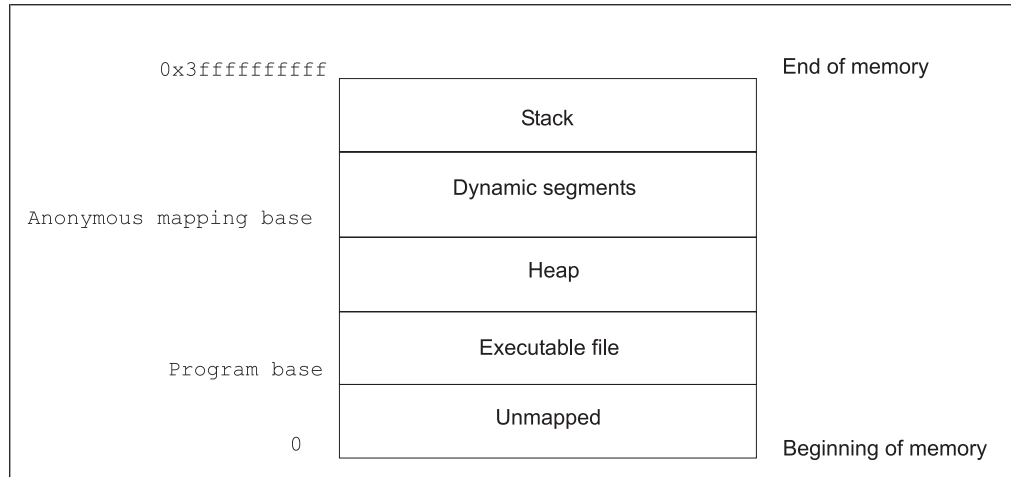 0x3ffffffffff
End of memory
Stack
Dynamic segments
Anonymous mapping base
Heap
Executable file
Program base
Unmapped
0
Beginning of memory